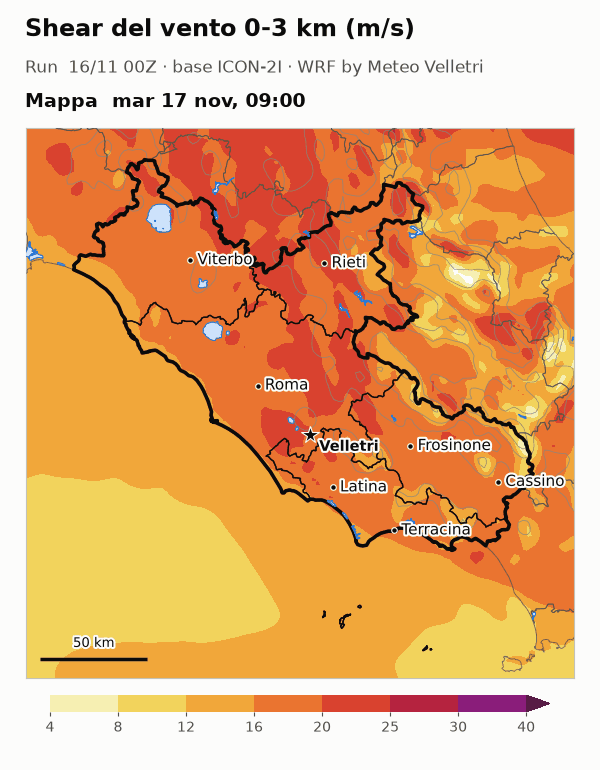 Shear del vento 0-3 km (m/s)
Run 16/11 00Z · base ICON-2I · WRF by Meteo Velletri
Mappa mar 17 nov, 09:00
Viterbo
Rieti
Roma
Velletri
Frosinone
Latina
Cassino
Terracina
50 km
4 8 12 16 20 25 30 40